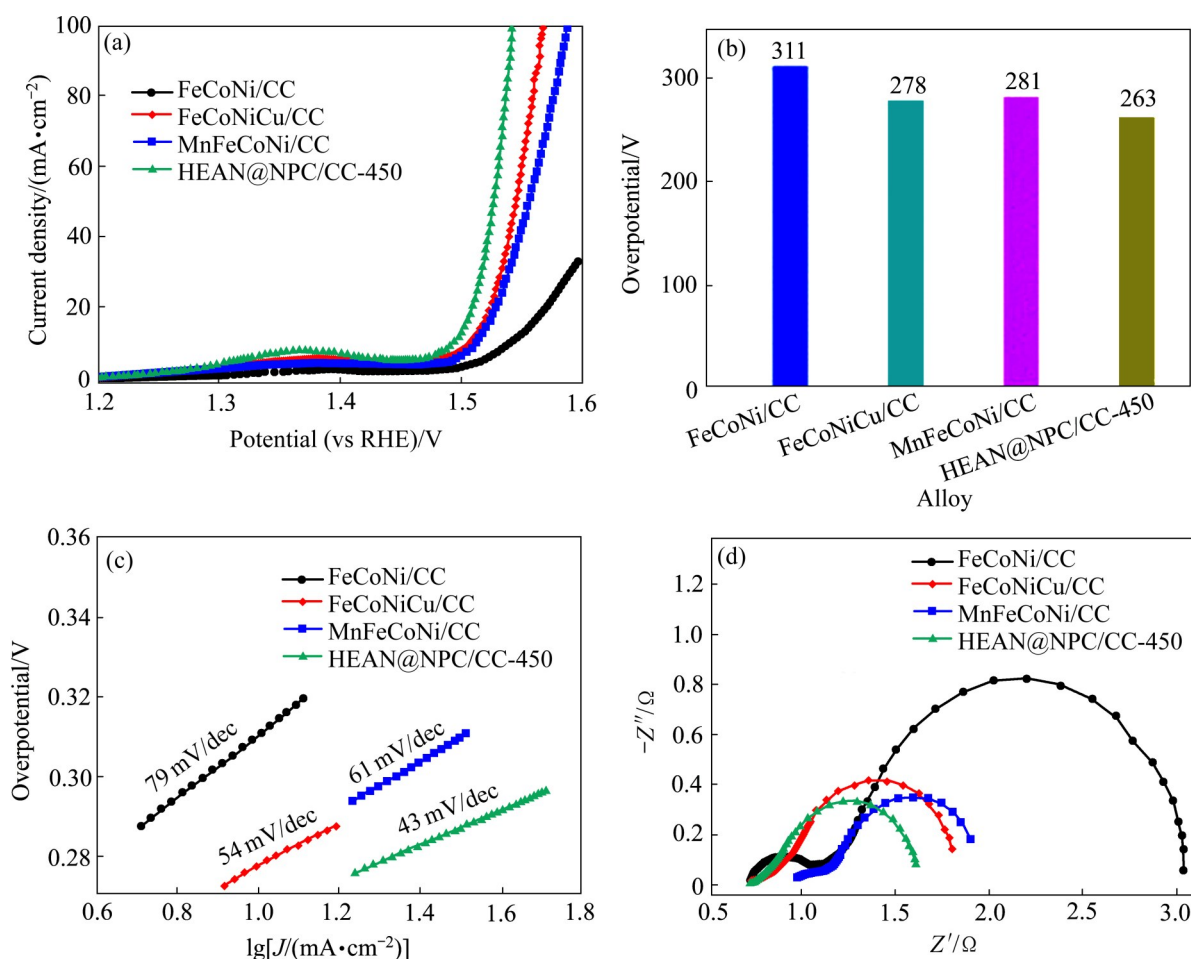 (a)
FeCoNi/CC
FeCoNiCu/CC
MnFeCoNi/CC
HEAN@NPC/CC-450
100
80
60
40
20
0
1.2 1.3 1.4 1.5 1.6
Current density/(mA•cm⁻²)
Potential (vs RHE)/V
(b)
311
278
281
263
300
200
100
0
Overpotential/V
FeCoNi/CC
FeCoNiCu/CC
MnFeCoNi/CC
HEAN@NPC/CC-450
Alloy
(c)
FeCoNi/CC
FeCoNiCu/CC
MnFeCoNi/CC
HEAN@NPC/CC-450
0.36
0.34
0.32
0.30
0.28
79 mV/dec
61 mV/dec
54 mV/dec
43 mV/dec
0.6 0.8 1.0 1.2 1.4 1.6 1.8
Overpotential/V
lg[J/(mA•cm⁻²)]
(d)
FeCoNi/CC
FeCoNiCu/CC
MnFeCoNi/CC
HEAN@NPC/CC-450
1.2
0.8
0.4
0.2
0
0.5 1.0 1.5 2.0 2.5 3.0
−Z″/Ω
Z′/Ω